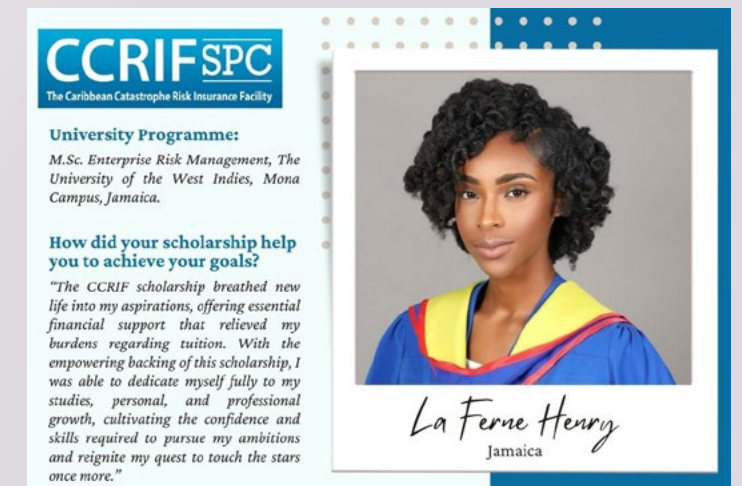 CCRIF SPC
The Caribbean Catastrophe Risk Insurance Facility
University Programme:
M.Sc. Enterprise Risk Management, The
University of the West Indies, Mona
Campus, Jamaica.
How did your scholarship help
you to achieve your goals?
"The CCRIF scholarship breathed new
life into my aspirations, offering essential
financial support that relieved my
burdens regarding tuition. With the
empowering backing of this scholarship, I
was able to dedicate myself fully to my
studies, personal, and professional
growth, cultivating the confidence and
skills required to pursue my ambitions
and reignite my quest to touch the stars
once more."
La Ferne Henry
Jamaica